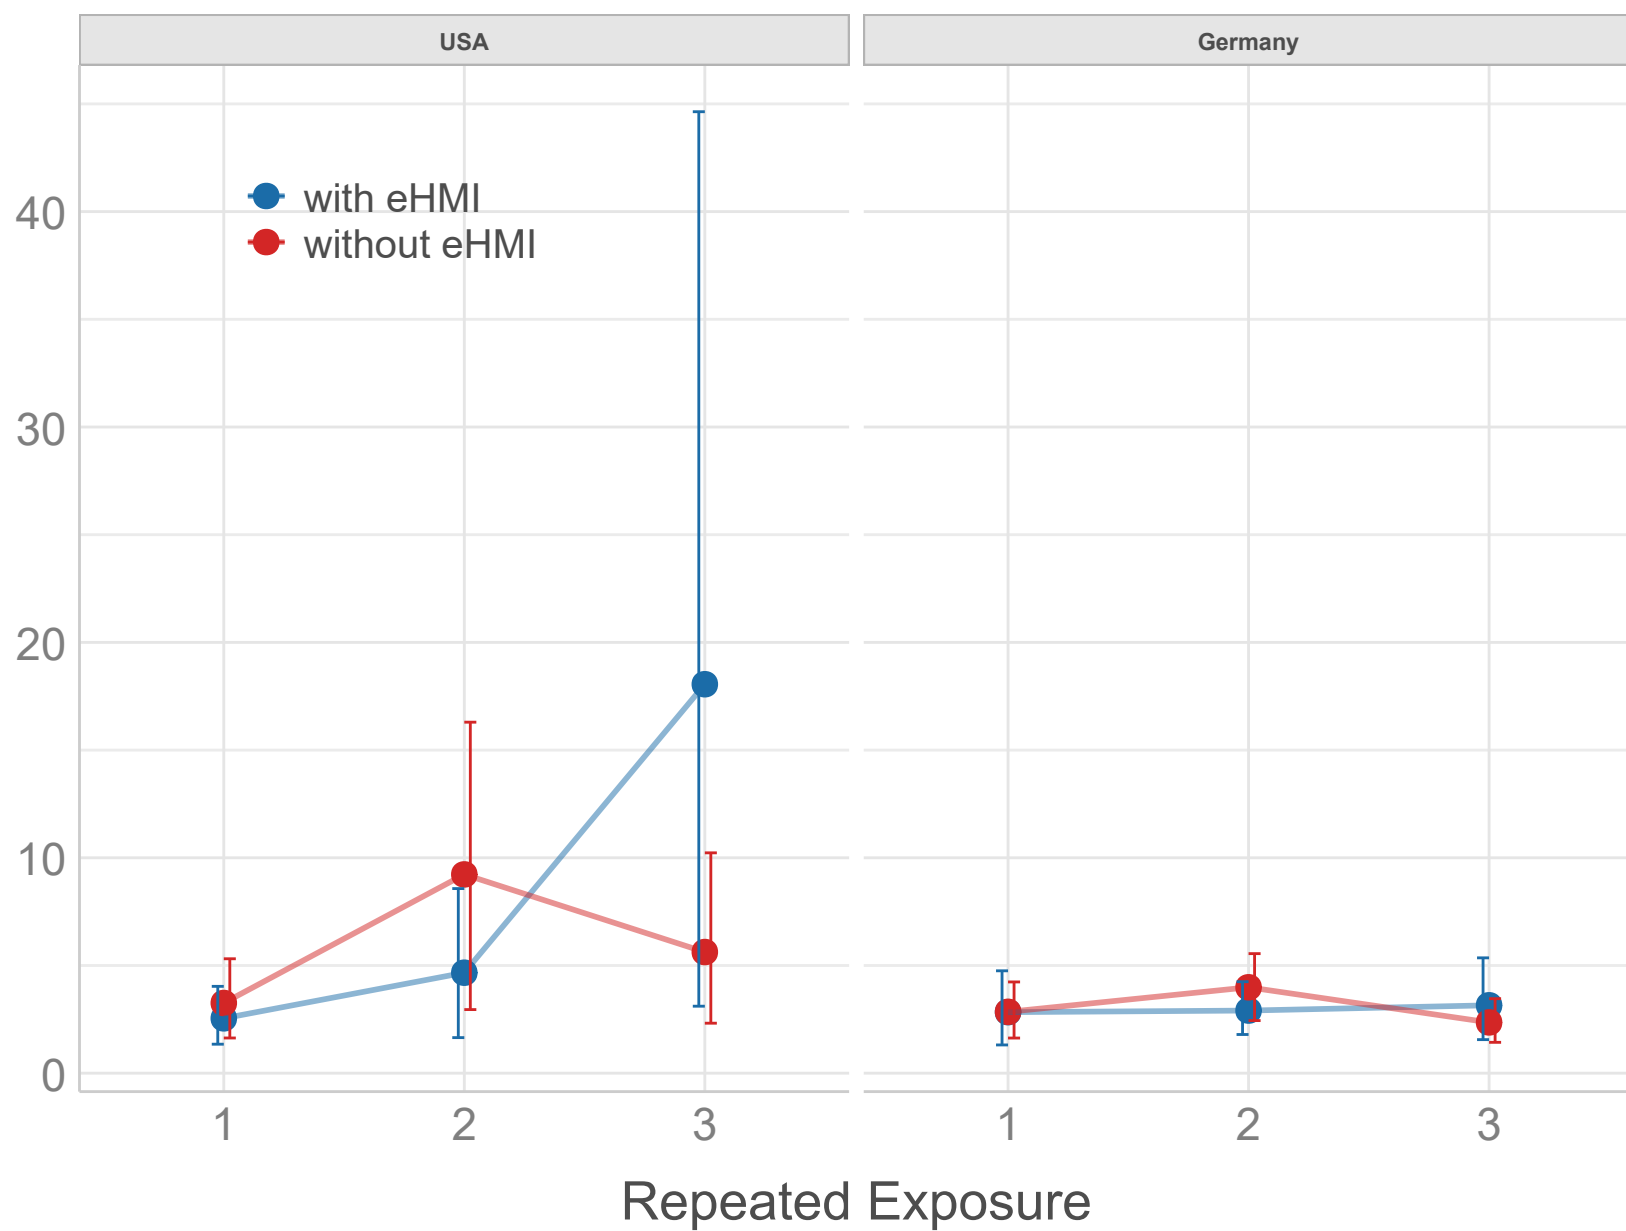 USA
Germany
with eHMI
without eHMI
40
30
20
10
0
1 2 3
1 2 3
Repeated Exposure